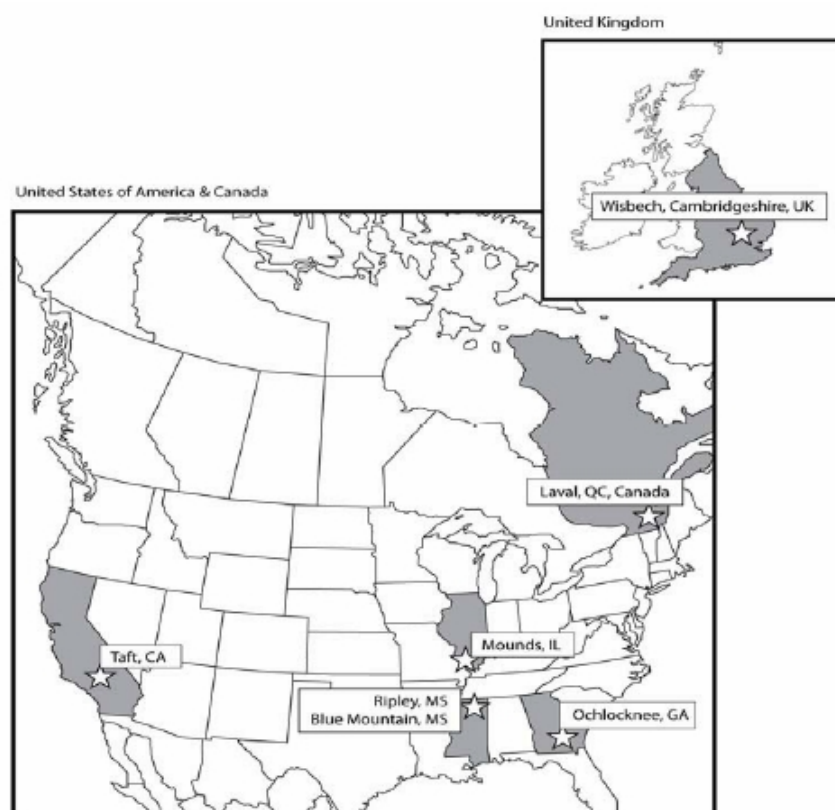 United Kingdom
Wisbech, Cambridgeshire, UK
United States of America & Canada
Laval, QC, Canada
Mounds, IL
Taft, CA
Ripley, MS
Blue Mountain, MS
Ochlocknee, GA